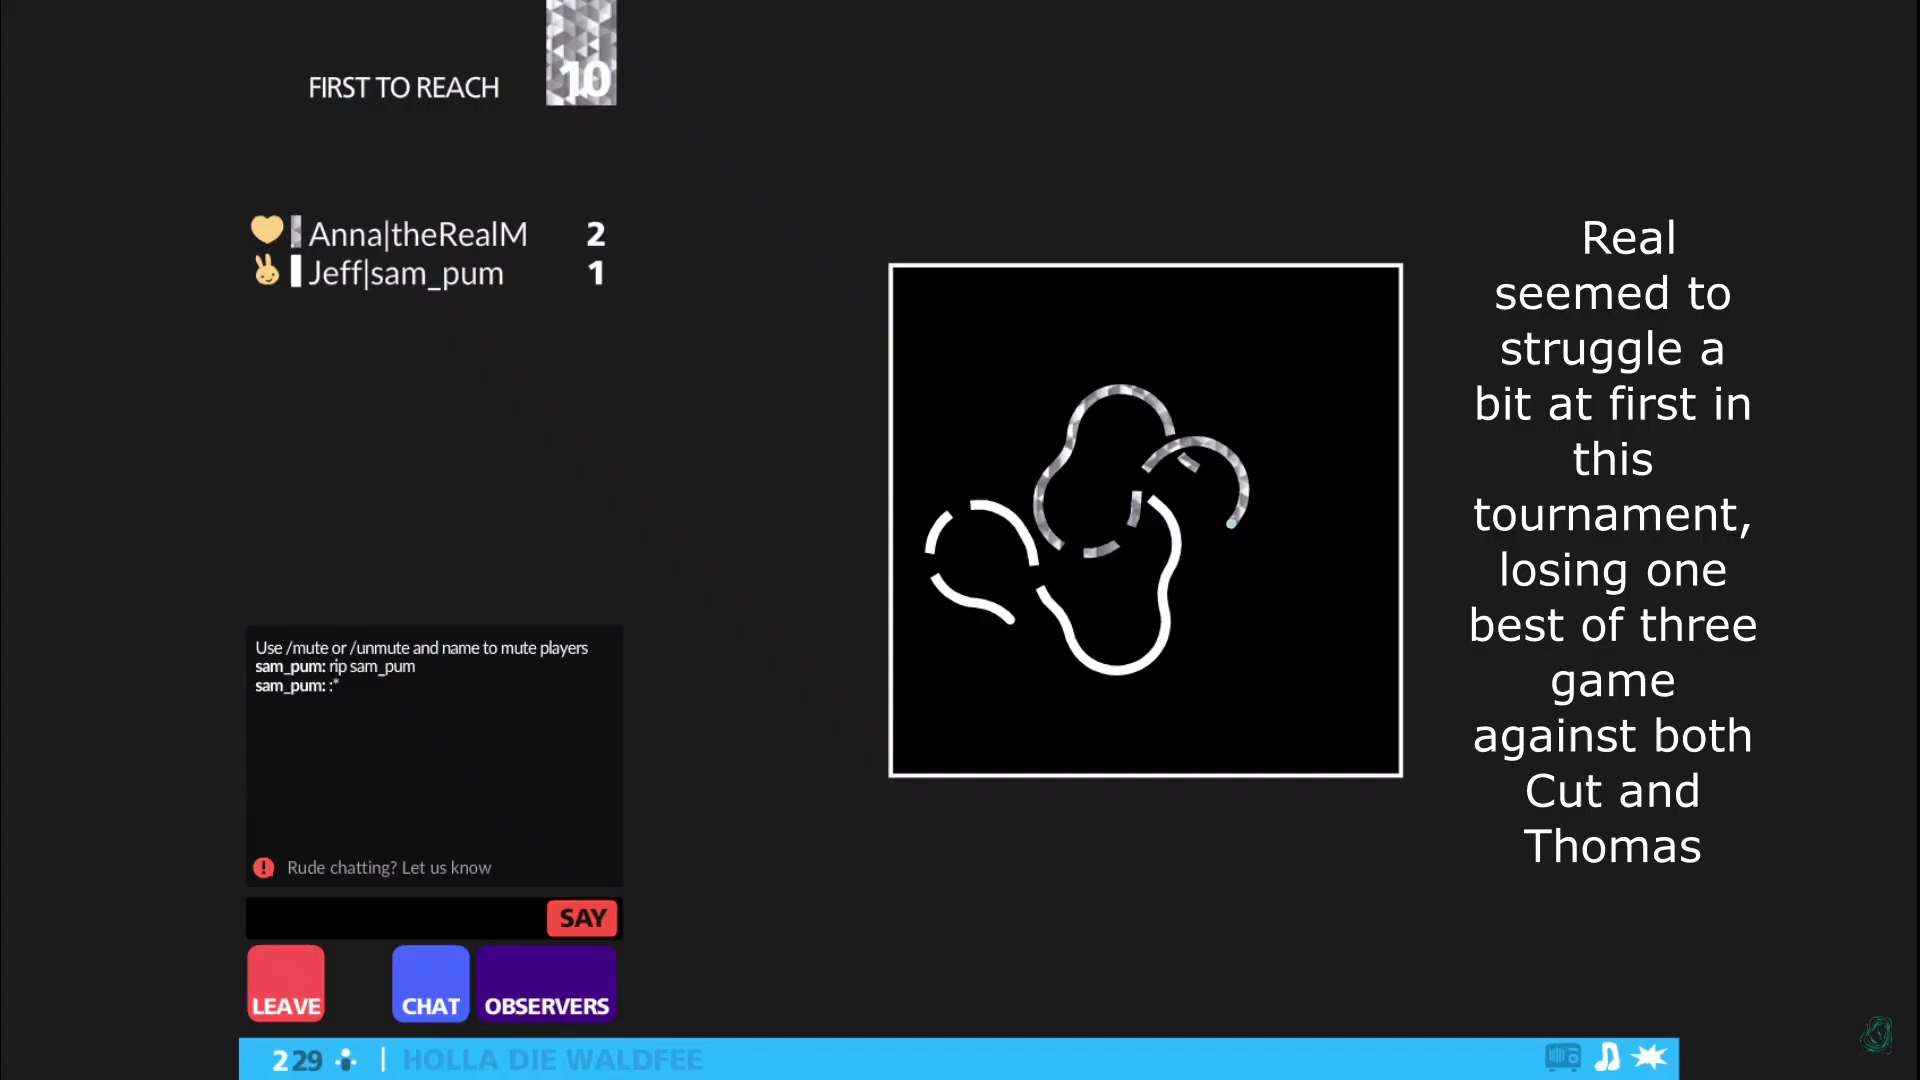 FIRST TO REACH
10
Anna|theRealM 2
Jeff|sam_pum 1
Real
seemed to
struggle a
bit at first in
this
tournament,
losing one
best of three
game
against both
Cut and
Thomas
Use /mute or /unmute and name to mute players
sam_pum: rip sam_pum
sam_pum: :*
Rude chatting? Let us know
SAY
LEAVE
CHAT
OBSERVERS
2 29 | HOLLA DIE WALDFEE